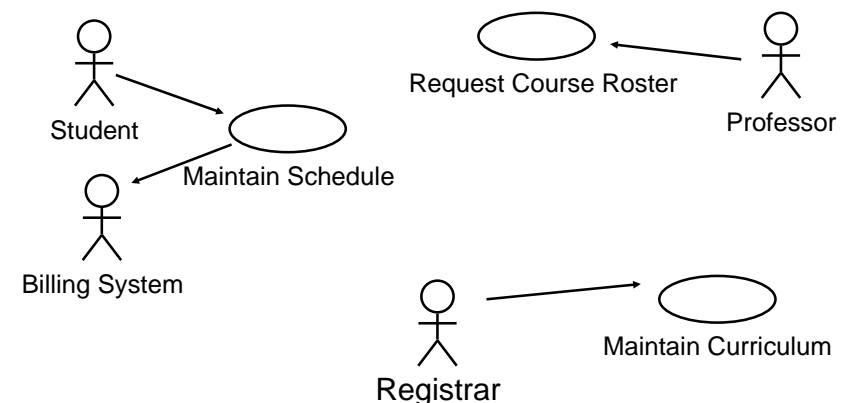 Request Course Roster
Professor
Student
Maintain Schedule
Billing System
Maintain Curriculum
Registrar